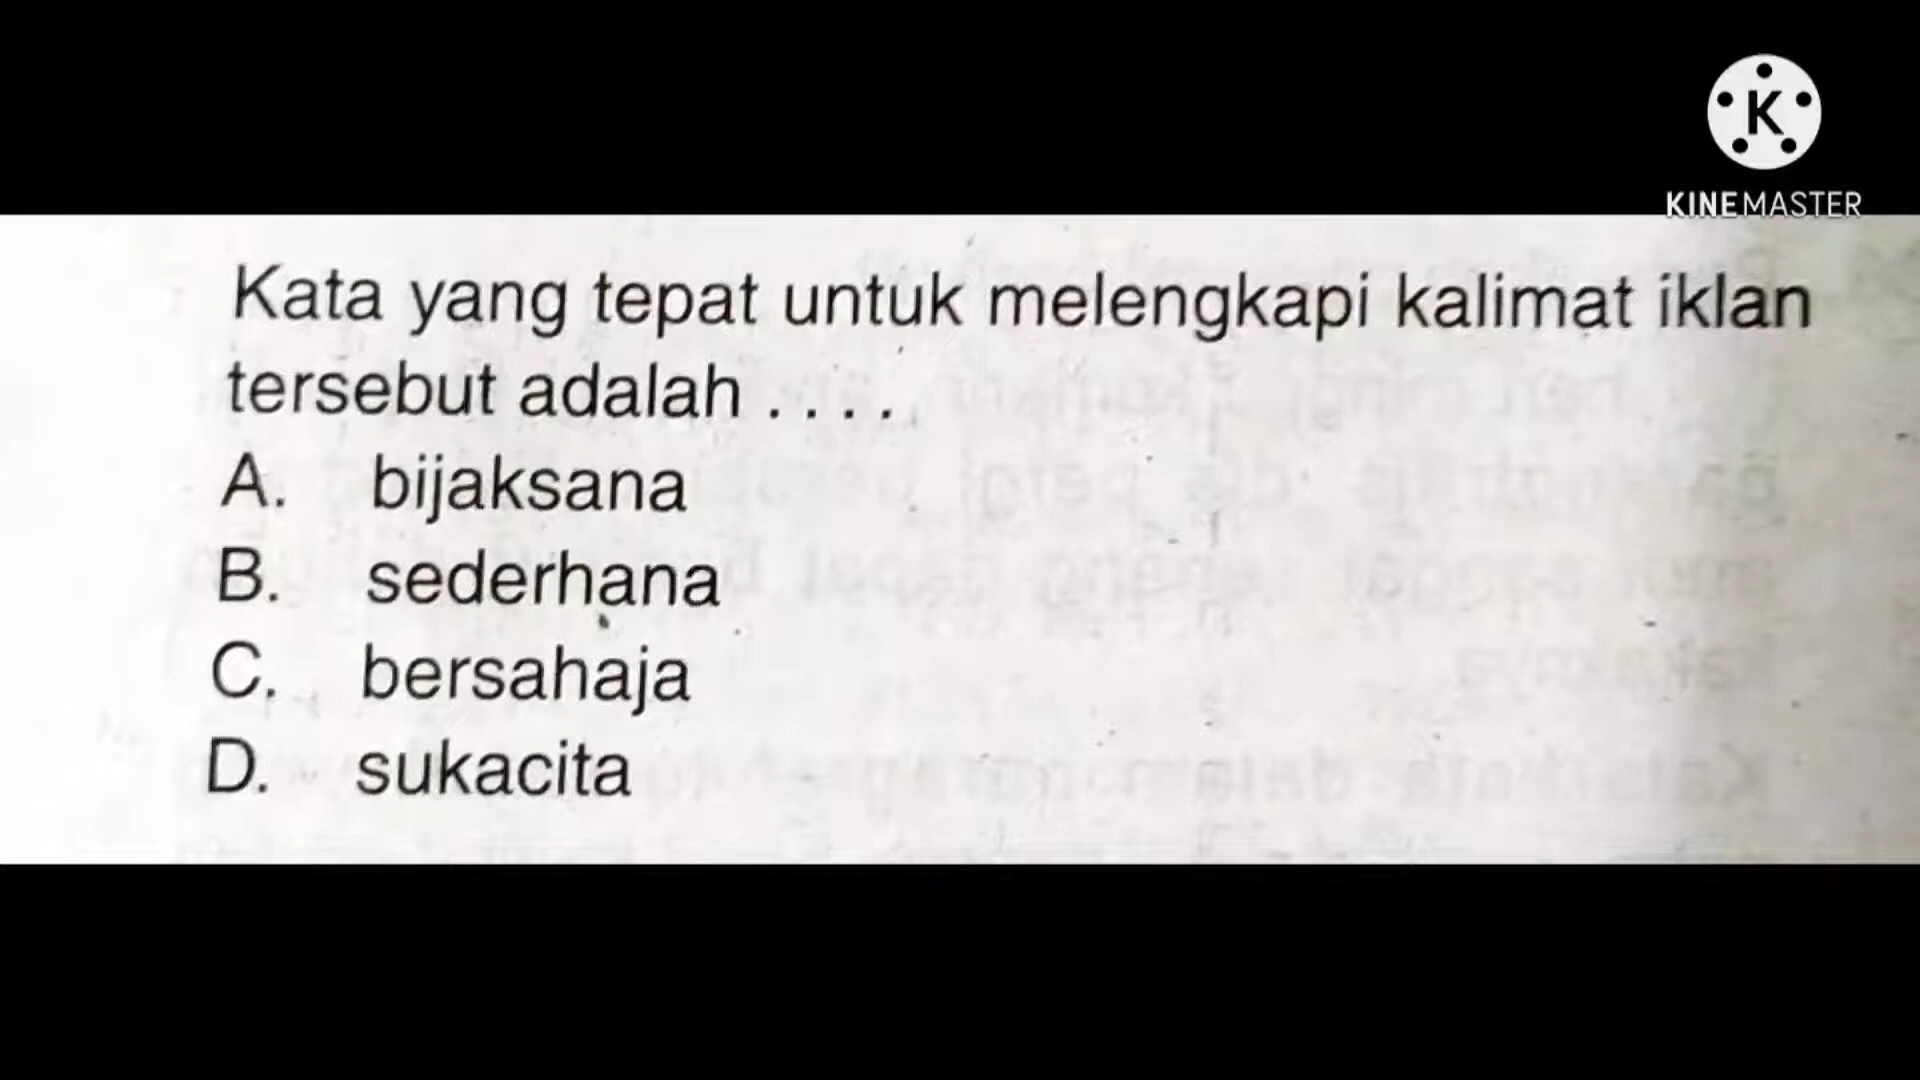 K
KINEMASTER
Kata yang tepat untuk melengkapi kalimat iklan
tersebut adalah . . . .
A. bijaksana
B. sederhana
C. bersahaja
D. sukacita